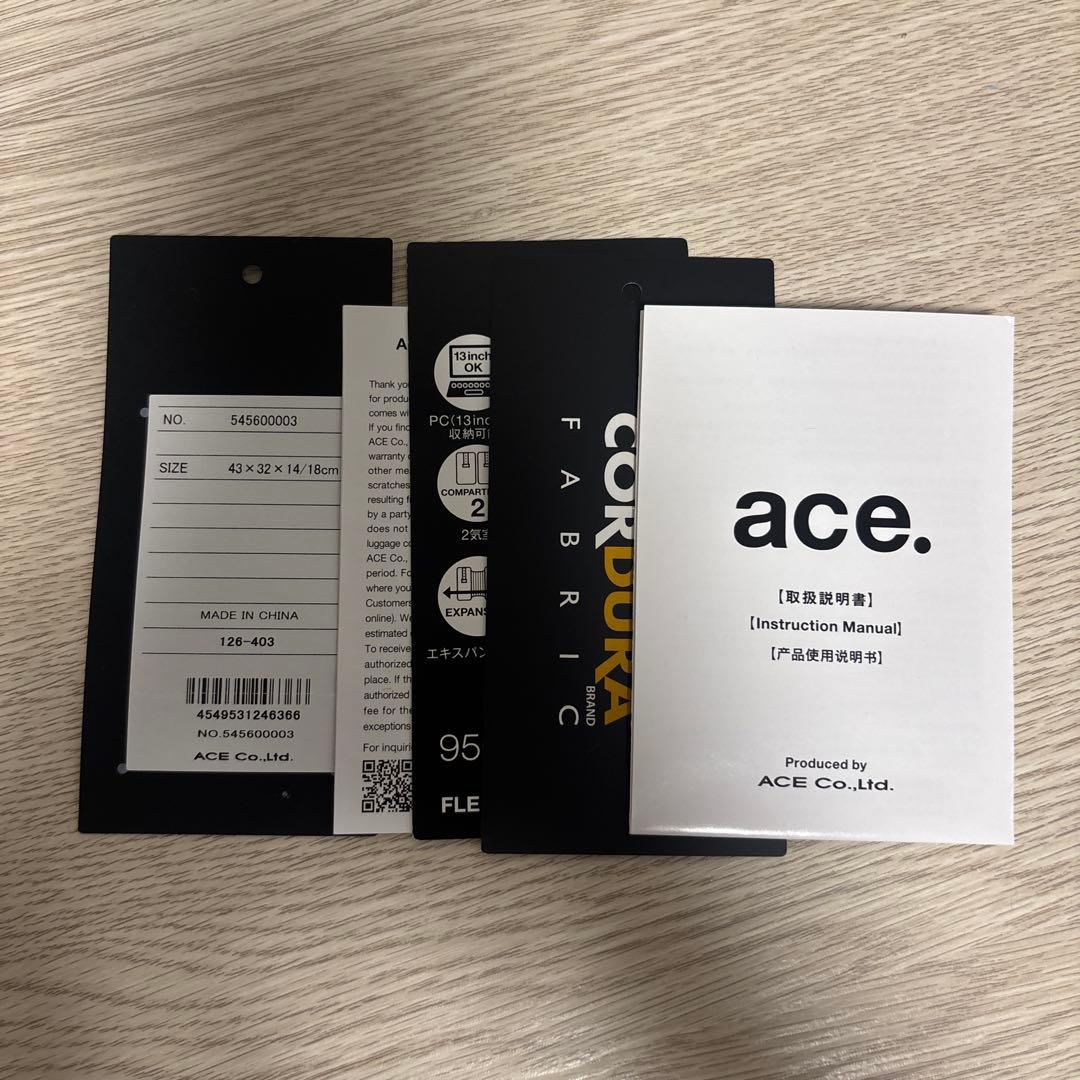 NO. 545600003
SIZE 43×32×14/18cm
MADE IN CHINA
126-403
4549531246366
NO.545600003
ACE Co.,Ltd.
Thank you
for produ
comes wi
If you find
ACE Co.,
warranty
other me
scratches
resulting
by a party
does not
luggage
ACE Co.,
period.
where you
Customers
online). We
estimated
To receive
authorized
place. If th
authorized
fee for the
exceptions
For inquiri
13inch
OK
PC(13inc
収納可能
COMPART
2
2気室
EXPANS
エキスパン
95
FLE
CORDURA
BRAND
FABRIC
ace.
【取扱説明書】
【Instruction Manual】
【产品使用说明书】
Produced by
ACE Co.,Ltd.